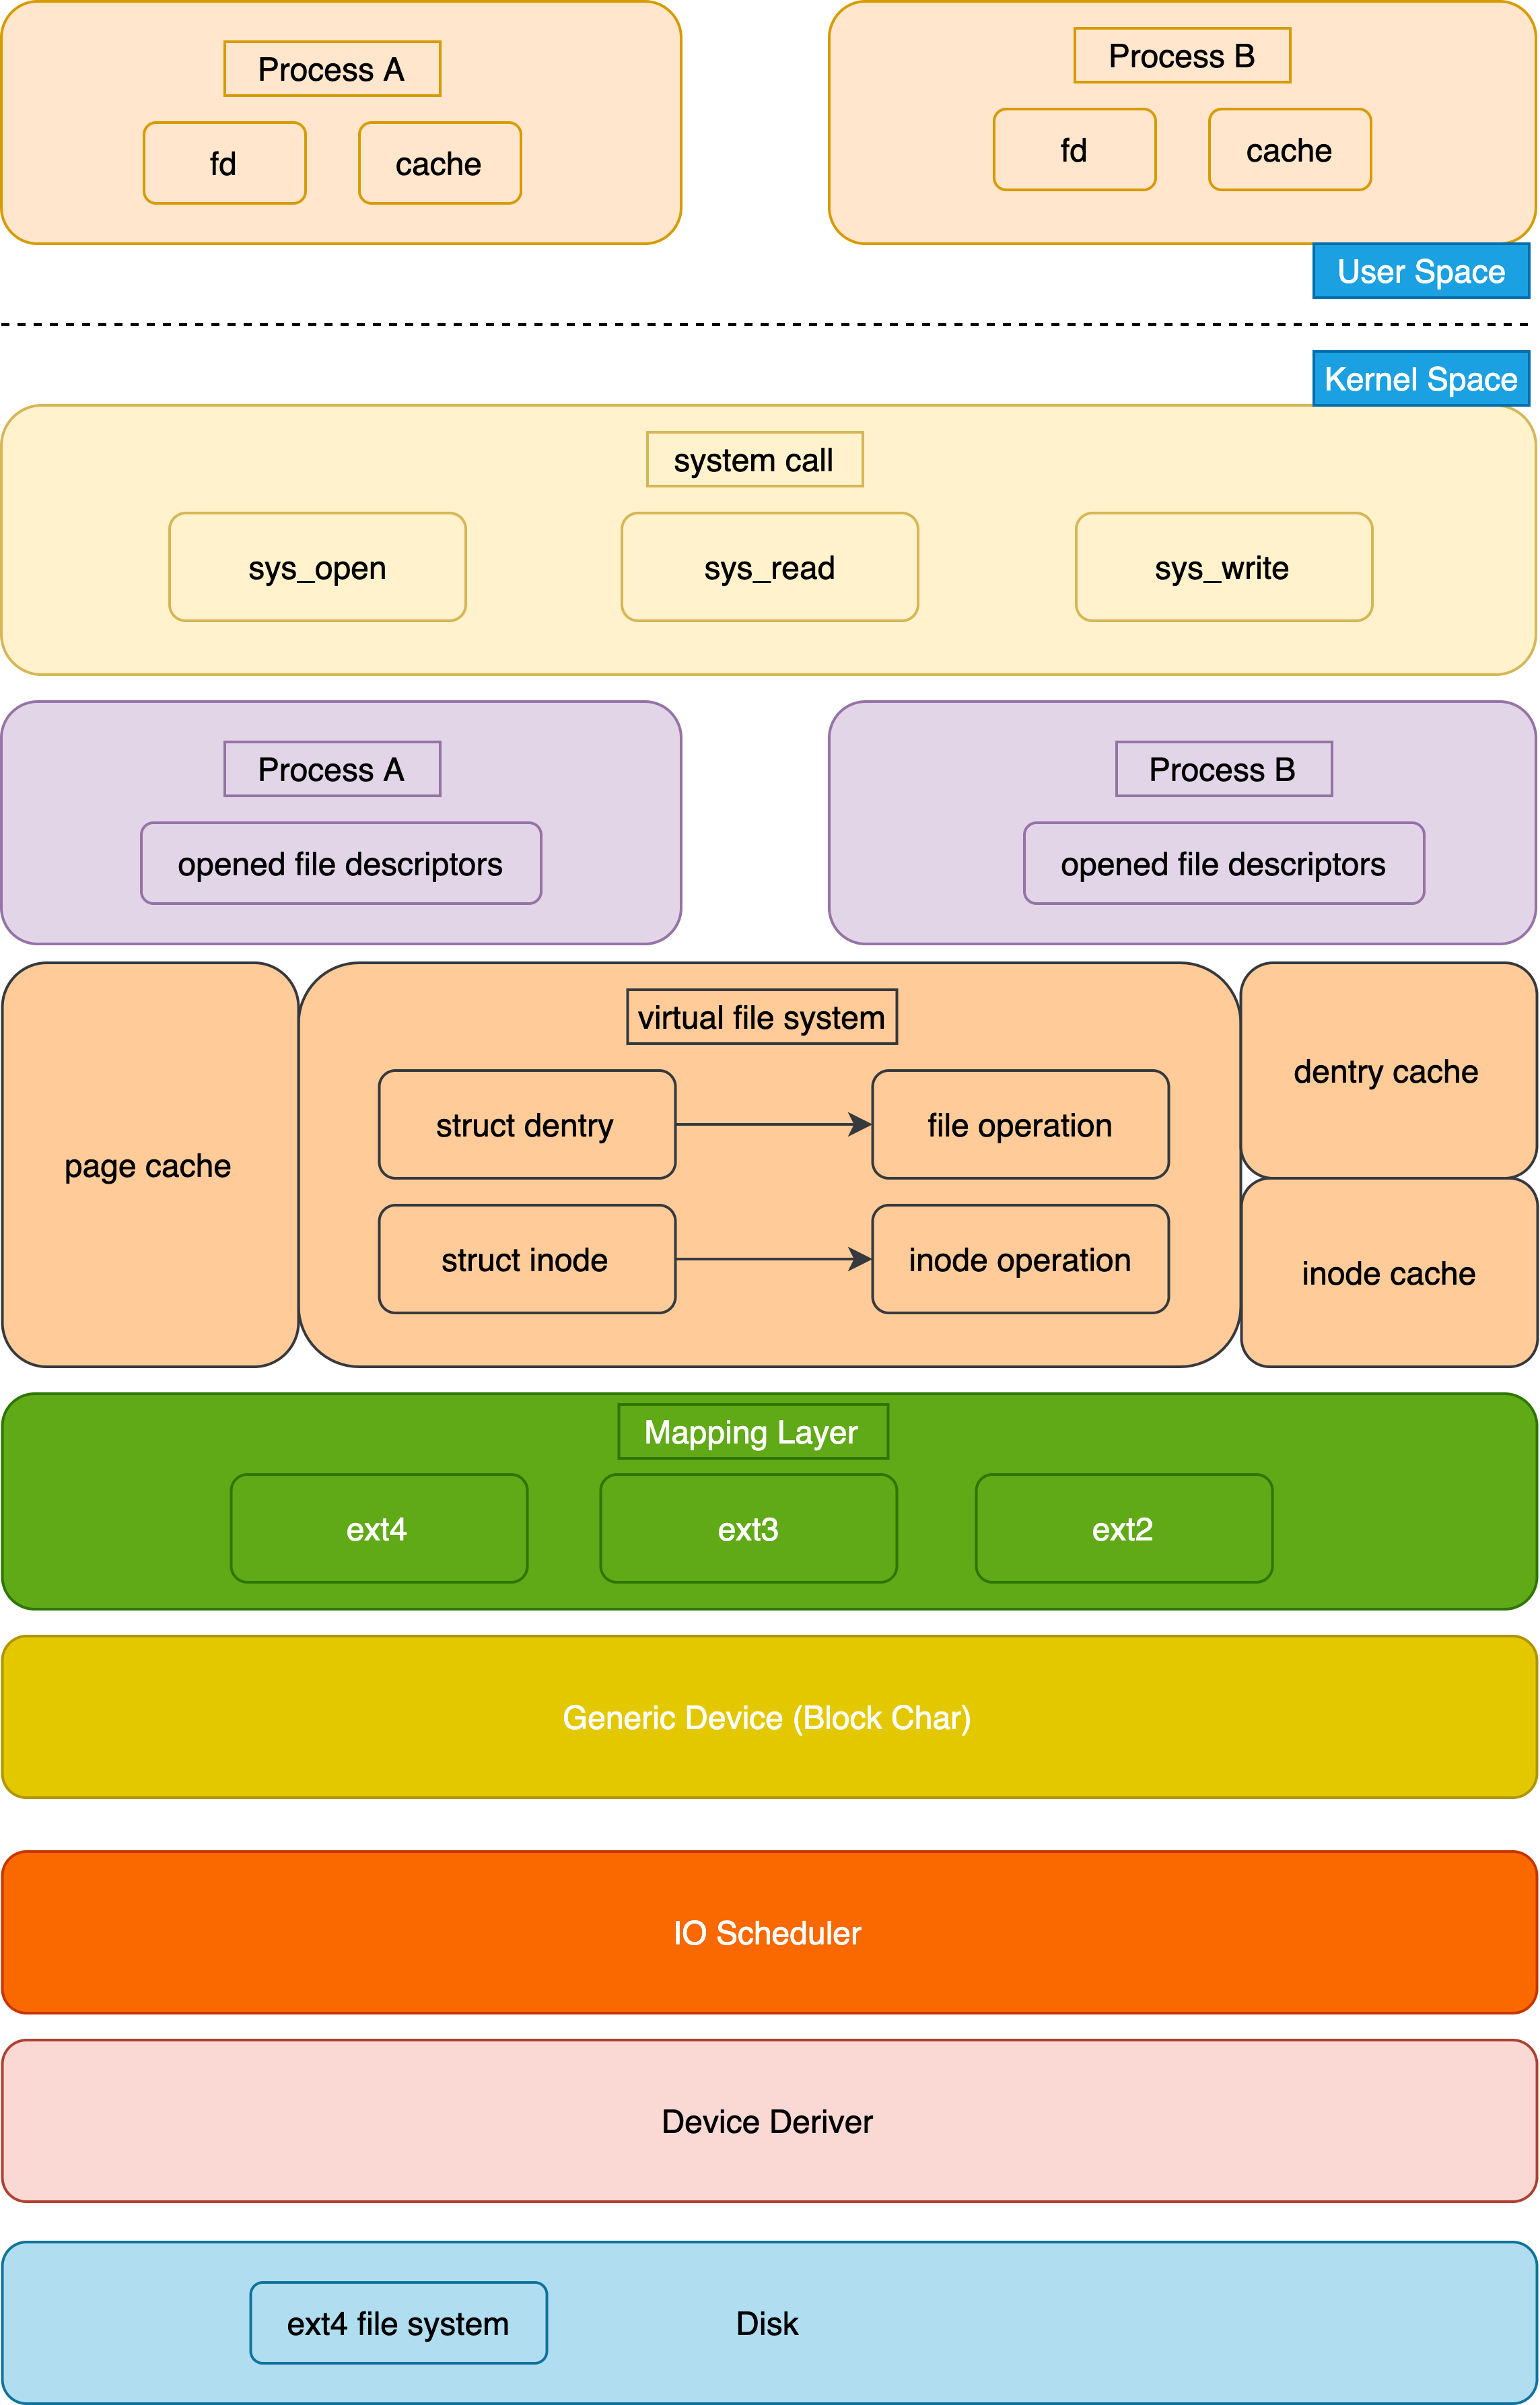 Process A
fd
cache
Process B
fd
cache
User Space
Kernel Space
system call
sys_open
sys_read
sys_write
Process A
opened file descriptors
Process B
opened file descriptors
page cache
virtual file system
struct dentry
file operation
struct inode
inode operation
dentry cache
inode cache
Mapping Layer
ext4
ext3
ext2
Generic Device (Block Char)
IO Scheduler
Device Deriver
ext4 file system
Disk